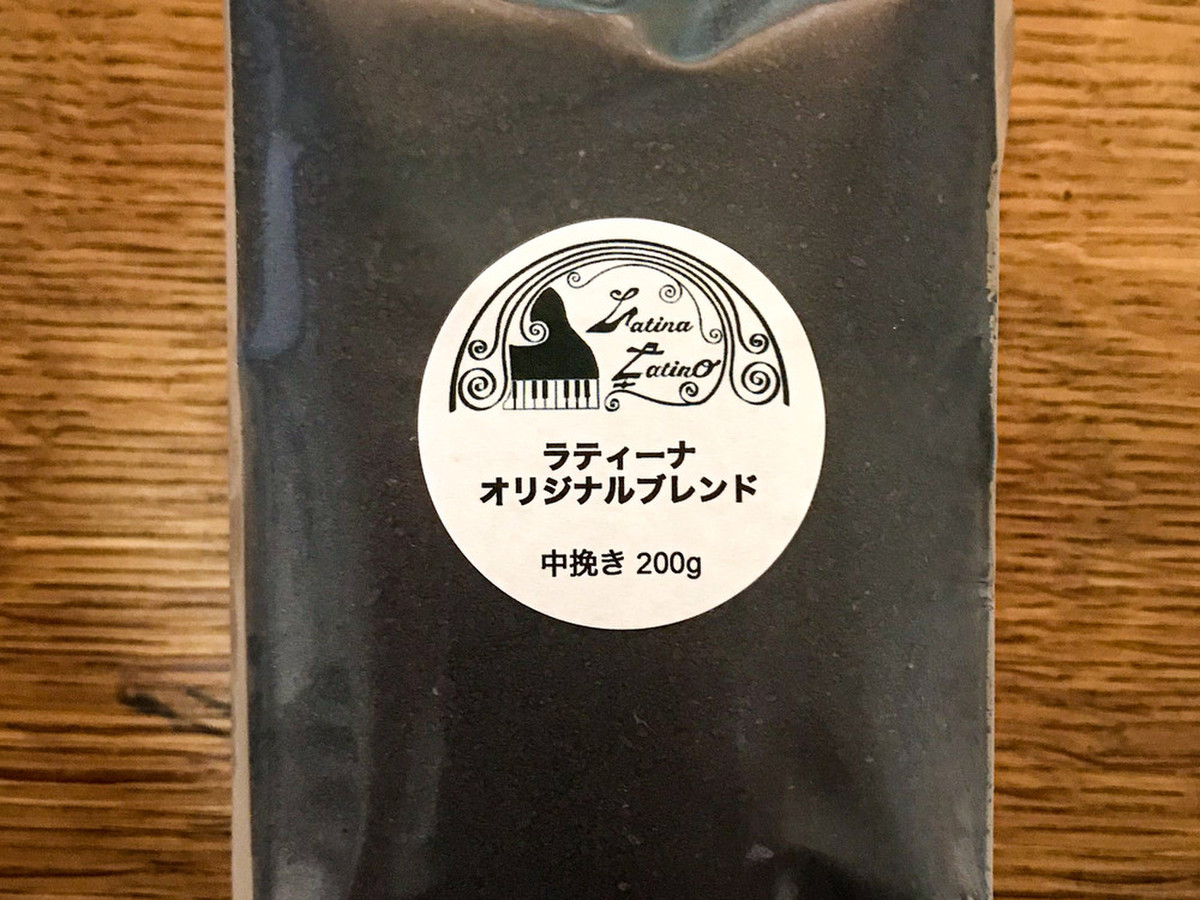 Latina
Latino
ラティーナ
オリジナルブレンド
中挽き 200g